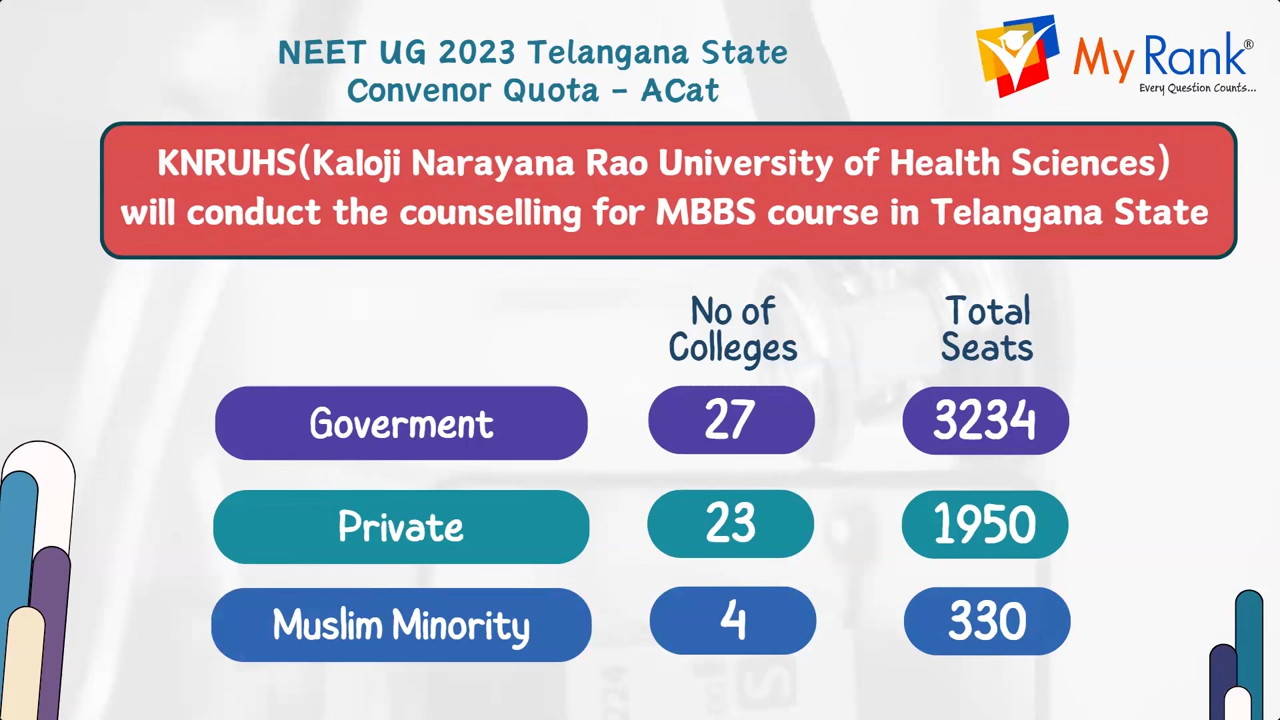 NEET UG 2023 Telangana State
Convenor Quota - ACat
My Rank®
Every Question Counts...
KNRUHS(Kaloji Narayana Rao University of Health Sciences)
will conduct the counselling for MBBS course in Telangana State
No of
Colleges
Total
Seats
Goverment 27 3234
Private 23 1950
Muslim Minority 4 330